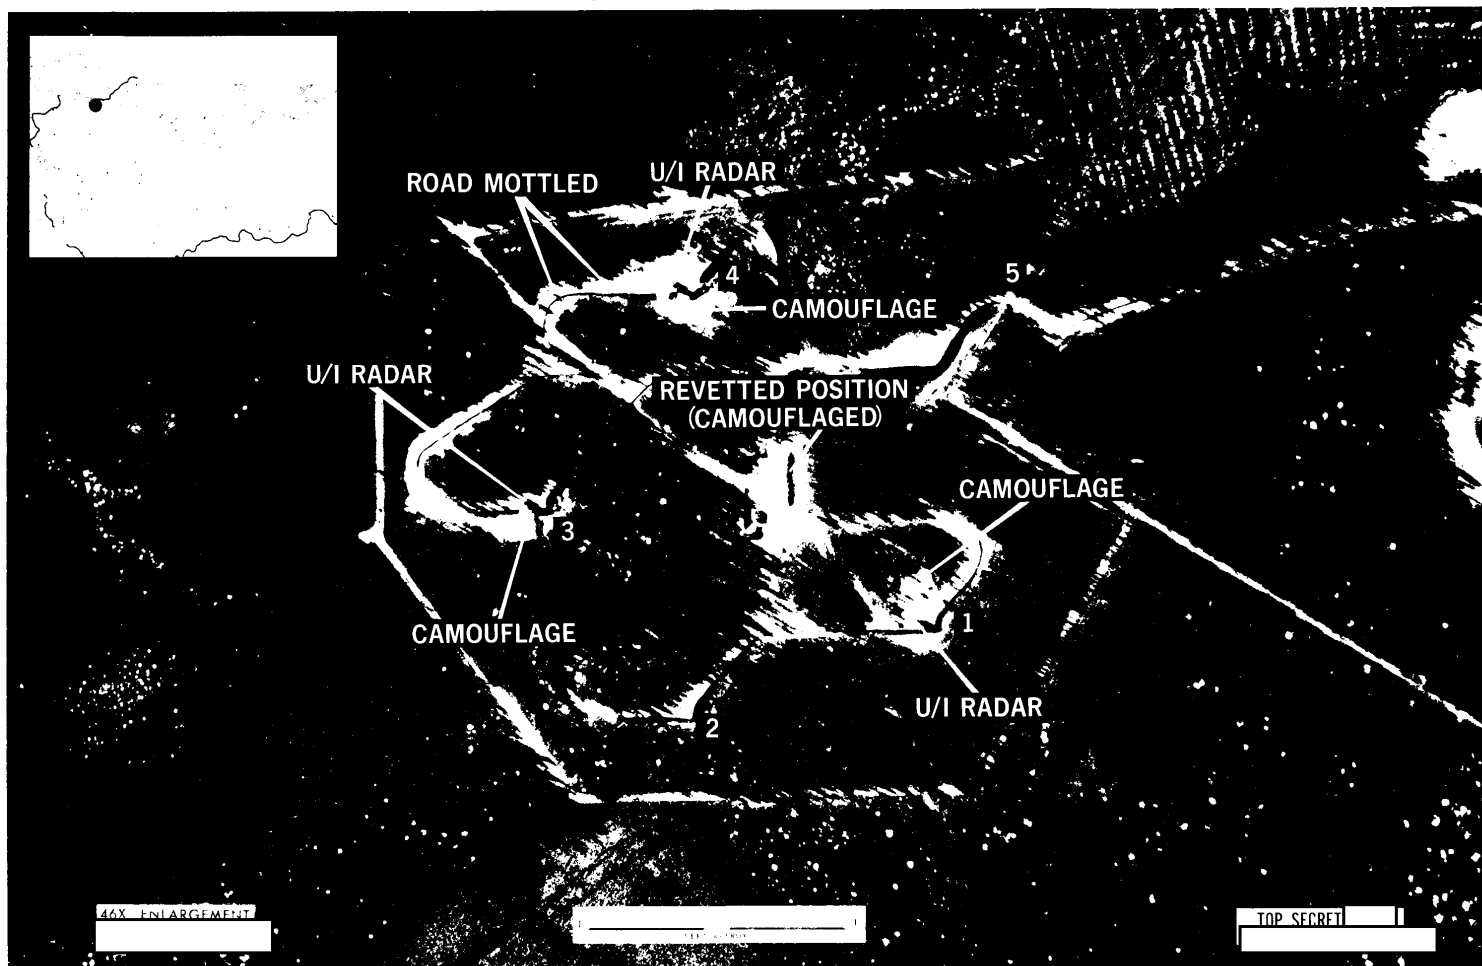 U/I RADAR
ROAD MOTTLED
4
5
CAMOUFLAGE
U/I RADAR
REVETTED POSITION
(CAMOUFLAGED)
CAMOUFLAGE
3
1
CAMOUFLAGE
U/I RADAR
2
46X ENLARGEMENT
TOP SECRET